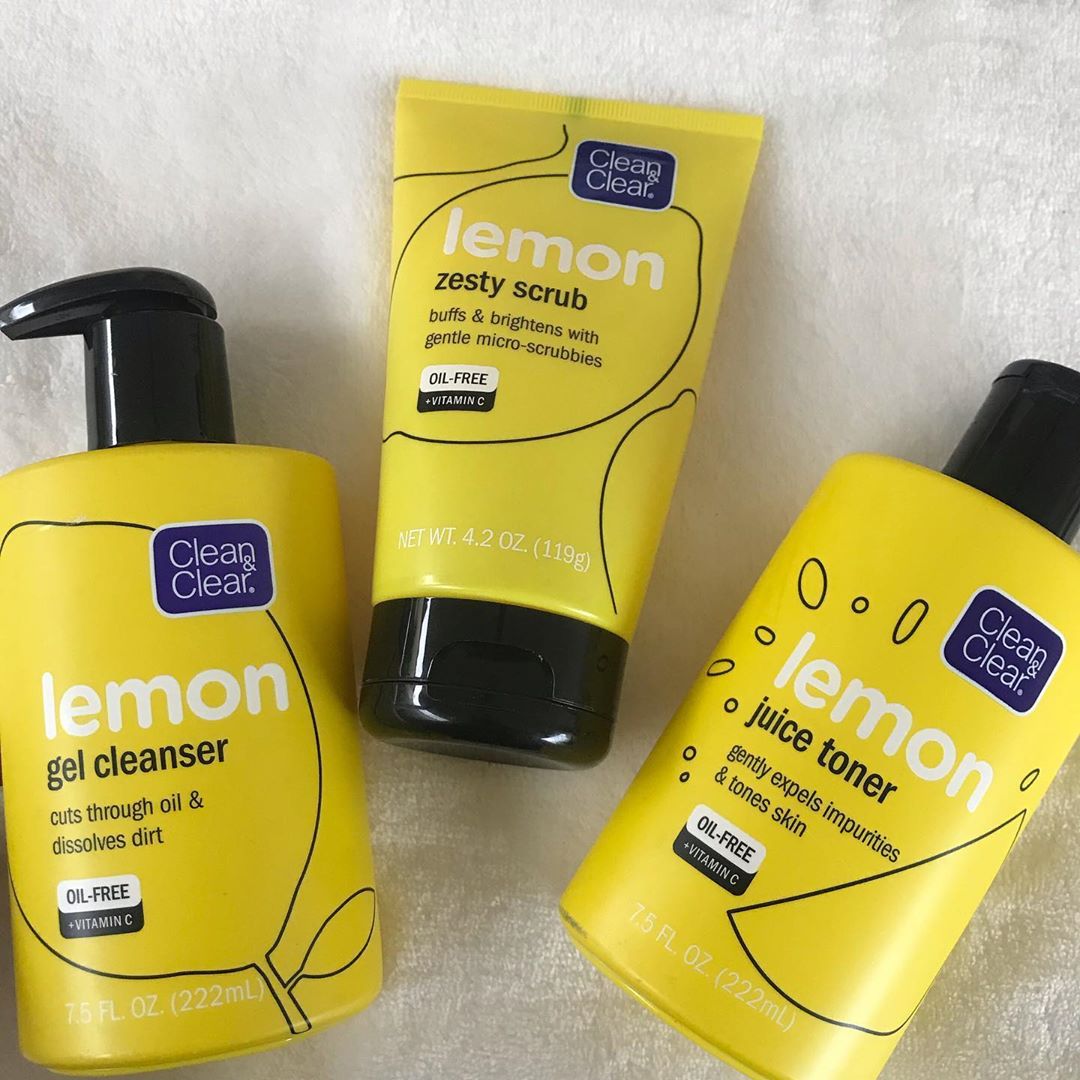 Clean
&
Clear®
lemon
gel cleanser
cuts through oil &
dissolves dirt
OIL-FREE
+VITAMIN C
7.5 FL. OZ. (222mL)
Clean
&
Clear®
lemon
zesty scrub
buffs & brightens with
gentle micro-scrubbies
OIL-FREE
+VITAMIN C
NET WT. 4.2 OZ. (119g)
Clean
&
Clear®
lemon
juice toner
gently expels impurities
& tones skin
OIL-FREE
+VITAMIN C
7.5 FL. OZ. (222mL)